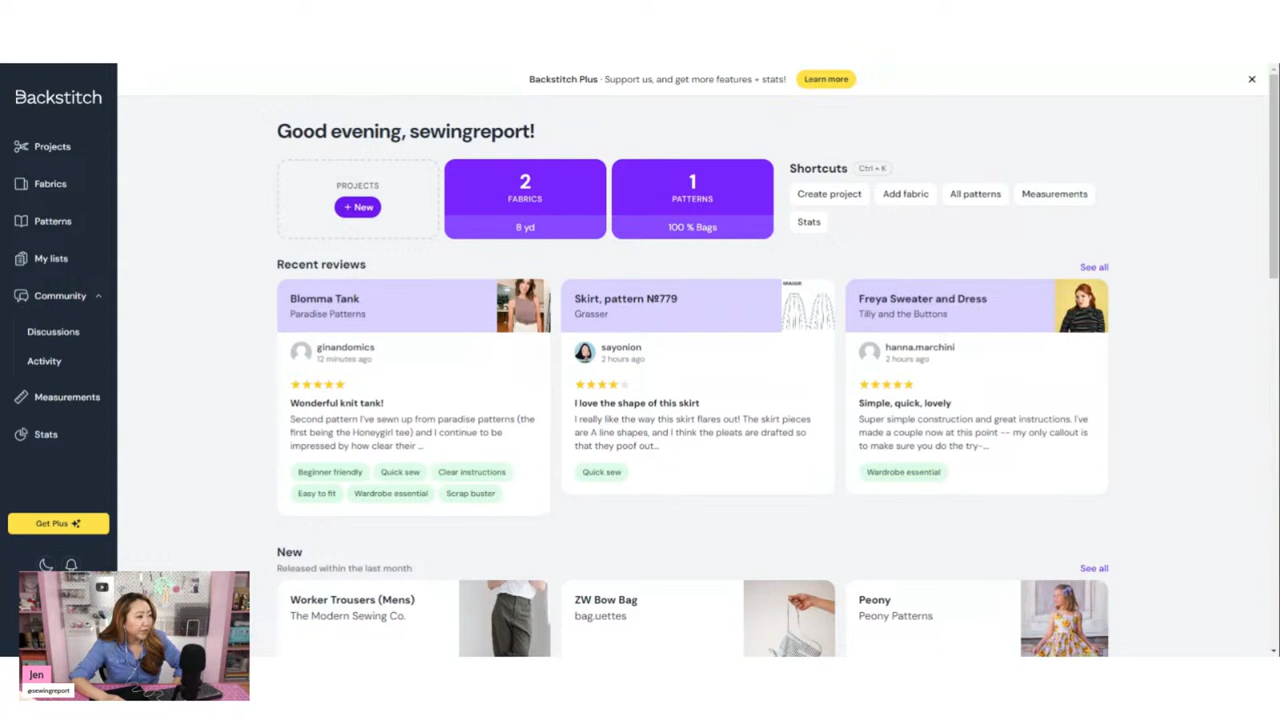 Backstitch
Projects
Fabrics
Patterns
My lists
Community
Discussions
Activity
Measurements
Stats
Get Plus
Jen
@sewingreport
Backstitch Plus · Support us, and get more features + stats!
Learn more
Good evening, sewingreport!
PROJECTS
+ New
2
FABRICS
8 yd
1
PATTERNS
100 % Bags
Shortcuts Ctrl + K
Create project Add fabric All patterns Measurements
Stats
Recent reviews
See all
Blomma Tank
Paradise Patterns
ginandomics
12 minutes ago
Wonderful knit tank!
Second pattern I've sewn up from paradise patterns (the
first being the Honeygirl tee) and I continue to be
impressed by how clear their ...
Beginner friendly Quick sew Clear instructions
Easy to fit Wardrobe essential Scrap buster
Skirt, pattern №779
Grasser
GRASSER
sayonion
2 hours ago
I love the shape of this skirt
I really like the way this skirt flares out! The skirt pieces
are A line shapes, and I think the pleats are drafted so
that they poof out...
Quick sew
Freya Sweater and Dress
Tilly and the Buttons
hanna.marchini
2 hours ago
Simple, quick, lovely
Super simple construction and great instructions. I've
made a couple now at this point -- my only callout is
to make sure you do the try-...
Wardrobe essential
New
Released within the last month
See all
Worker Trousers (Mens)
The Modern Sewing Co.
ZW Bow Bag
bag.uettes
Peony
Peony Patterns